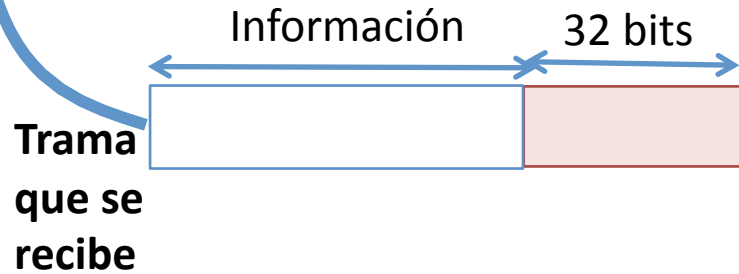 Información
32 bits
Trama
que se
recibe